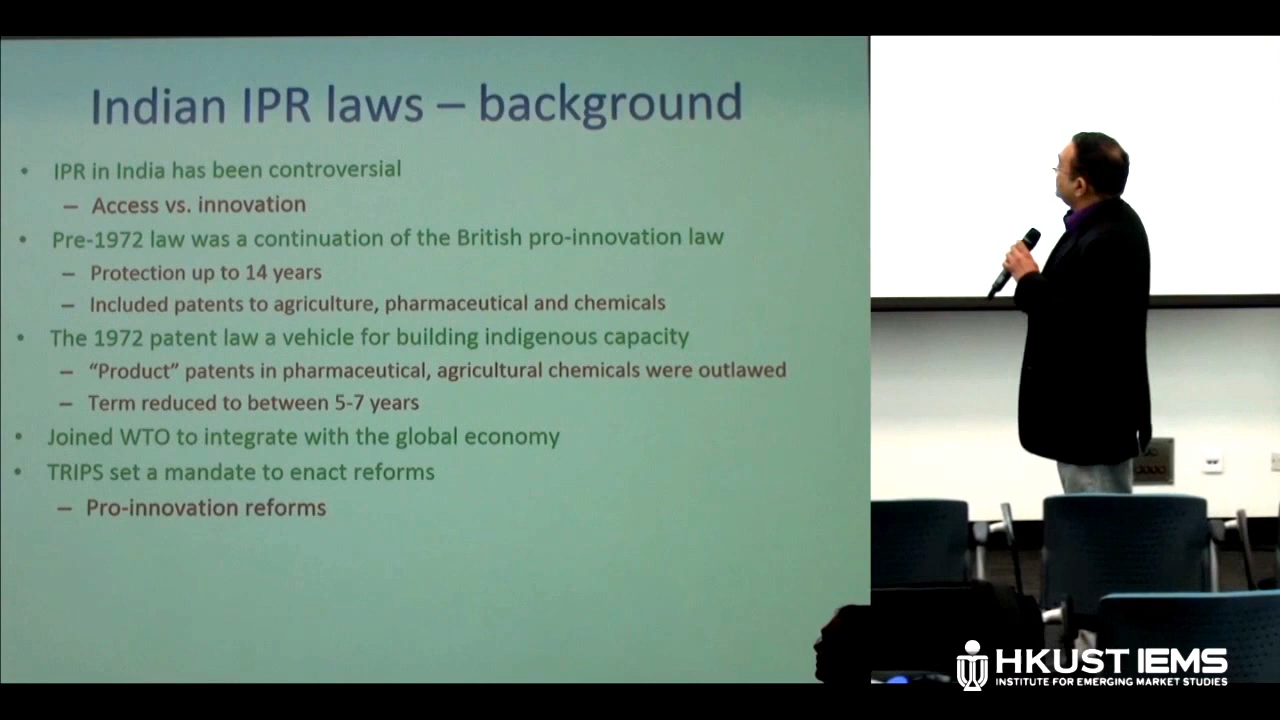 Indian IPR laws – background
• IPR in India has been controversial
– Access vs. innovation
• Pre-1972 law was a continuation of the British pro-innovation law
– Protection up to 14 years
– Included patents to agriculture, pharmaceutical and chemicals
• The 1972 patent law a vehicle for building indigenous capacity
– “Product” patents in pharmaceutical, agricultural chemicals were outlawed
– Term reduced to between 5-7 years
• Joined WTO to integrate with the global economy
• TRIPS set a mandate to enact reforms
– Pro-innovation reforms
HKUST IEMS
INSTITUTE FOR EMERGING MARKET STUDIES